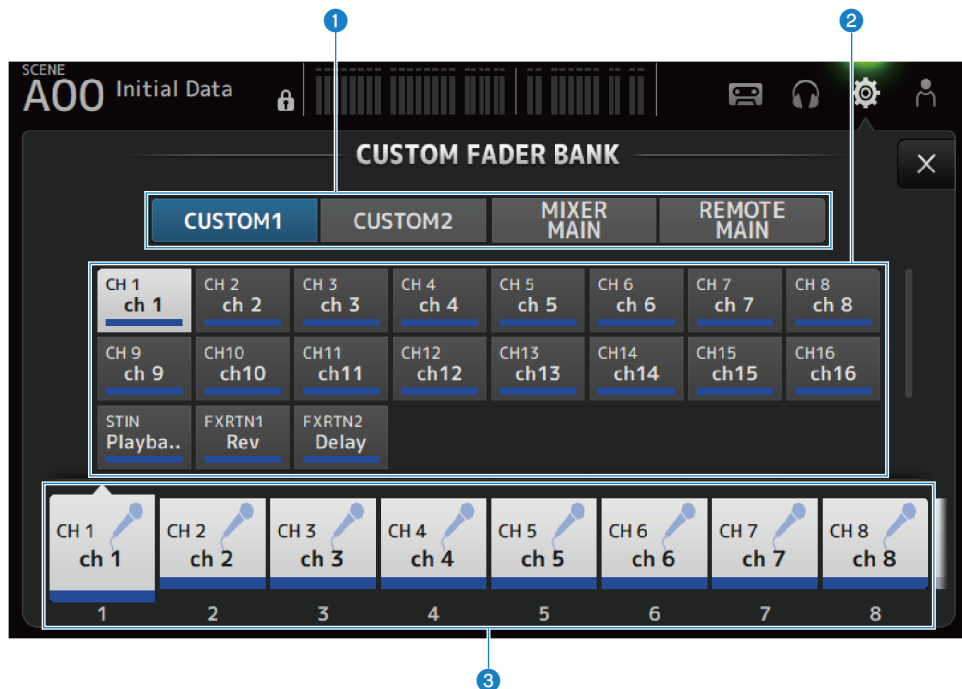 1
2
SCENE
A00 Initial Data
CUSTOM FADER BANK
CUSTOM1
CUSTOM2
MIXER
MAIN
REMOTE
MAIN
CH 1
ch 1
CH 2
ch 2
CH 3
ch 3
CH 4
ch 4
CH 5
ch 5
CH 6
ch 6
CH 7
ch 7
CH 8
ch 8
CH 9
ch 9
CH10
ch10
CH11
ch11
CH12
ch12
CH13
ch13
CH14
ch14
CH15
ch15
CH16
ch16
STIN
Playba..
FXRTN1
Rev
FXRTN2
Delay
CH 1
ch 1
CH 2
ch 2
CH 3
ch 3
CH 4
ch 4
CH 5
ch 5
CH 6
ch 6
CH 7
ch 7
CH 8
ch 8
1
2
3
4
5
6
7
8
3